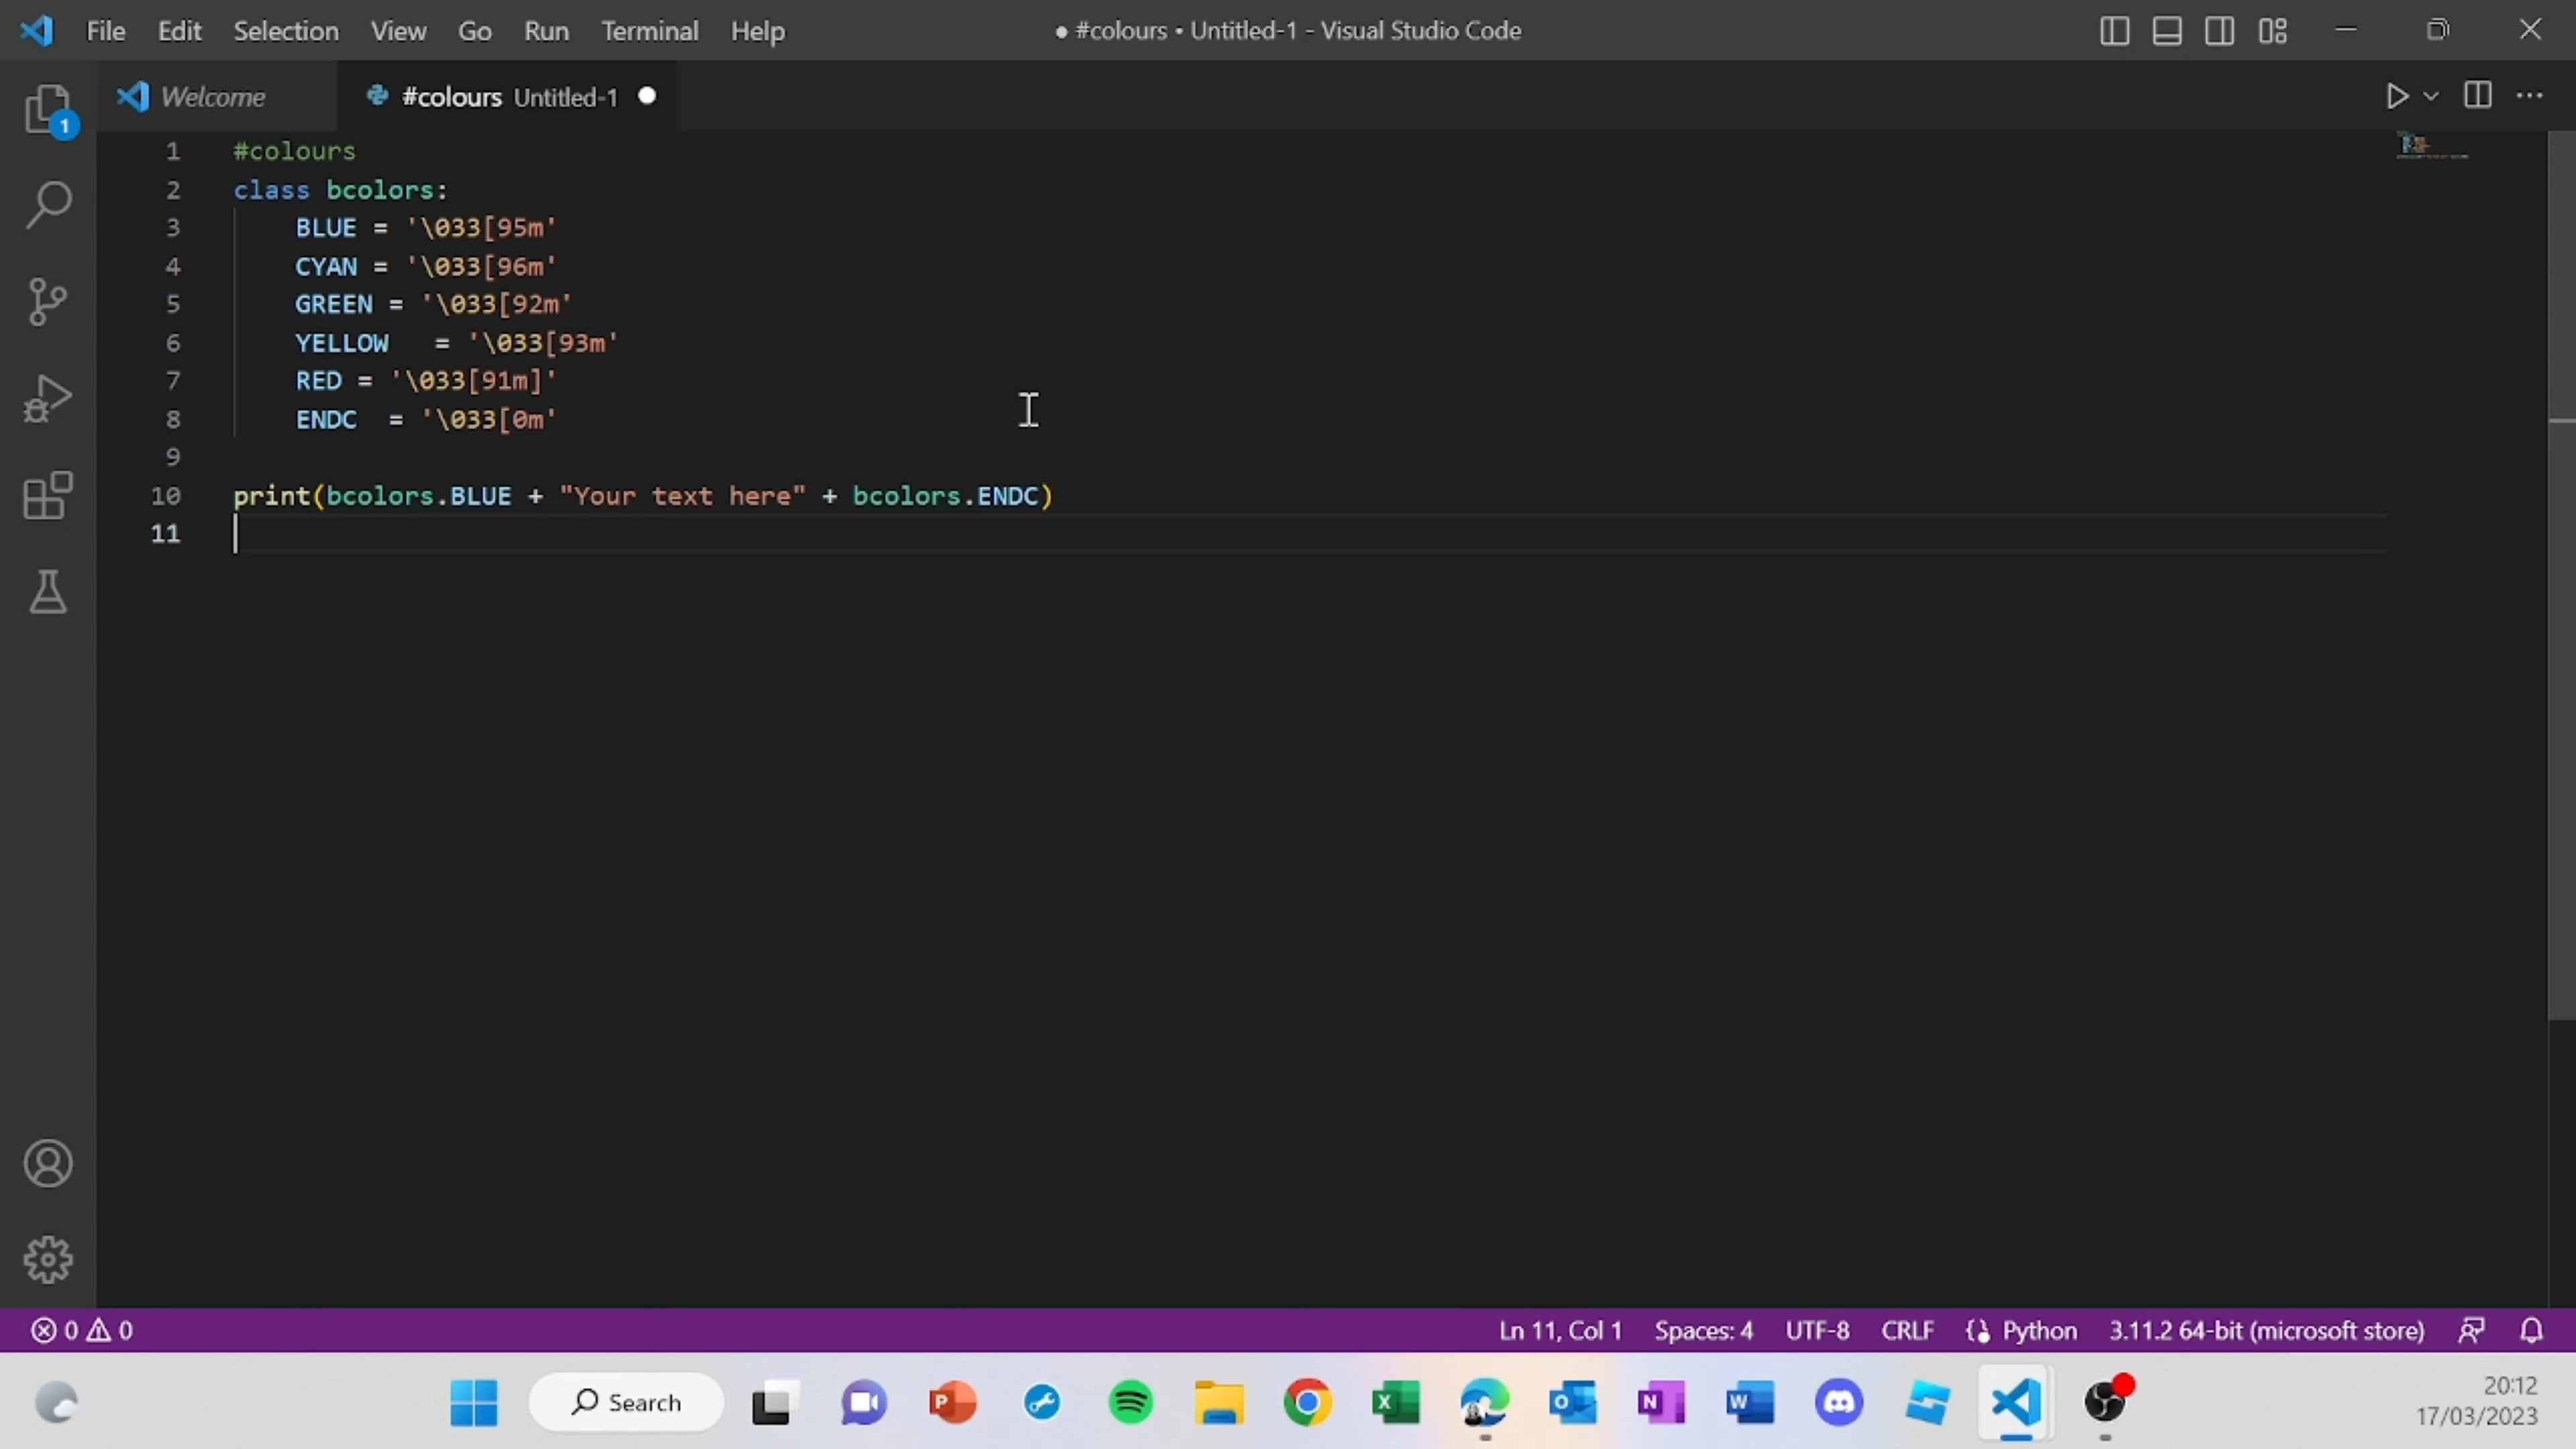 File Edit Selection View Go Run Terminal Help
● #colours • Untitled-1 - Visual Studio Code
Welcome
#colours Untitled-1
1
1 #colours
2 class bcolors:
3     BLUE = '\033[95m'
4     CYAN = '\033[96m'
5     GREEN = '\033[92m'
6     YELLOW   = '\033[93m'
7     RED = '\033[91m]'
8     ENDC  = '\033[0m'
9
10 print(bcolors.BLUE + "Your text here" + bcolors.ENDC)
11
0 0
Ln 11, Col 1 Spaces: 4 UTF-8 CRLF Python 3.11.2 64-bit (microsoft store)
Search
P
X
O
N
W
20:12
17/03/2023